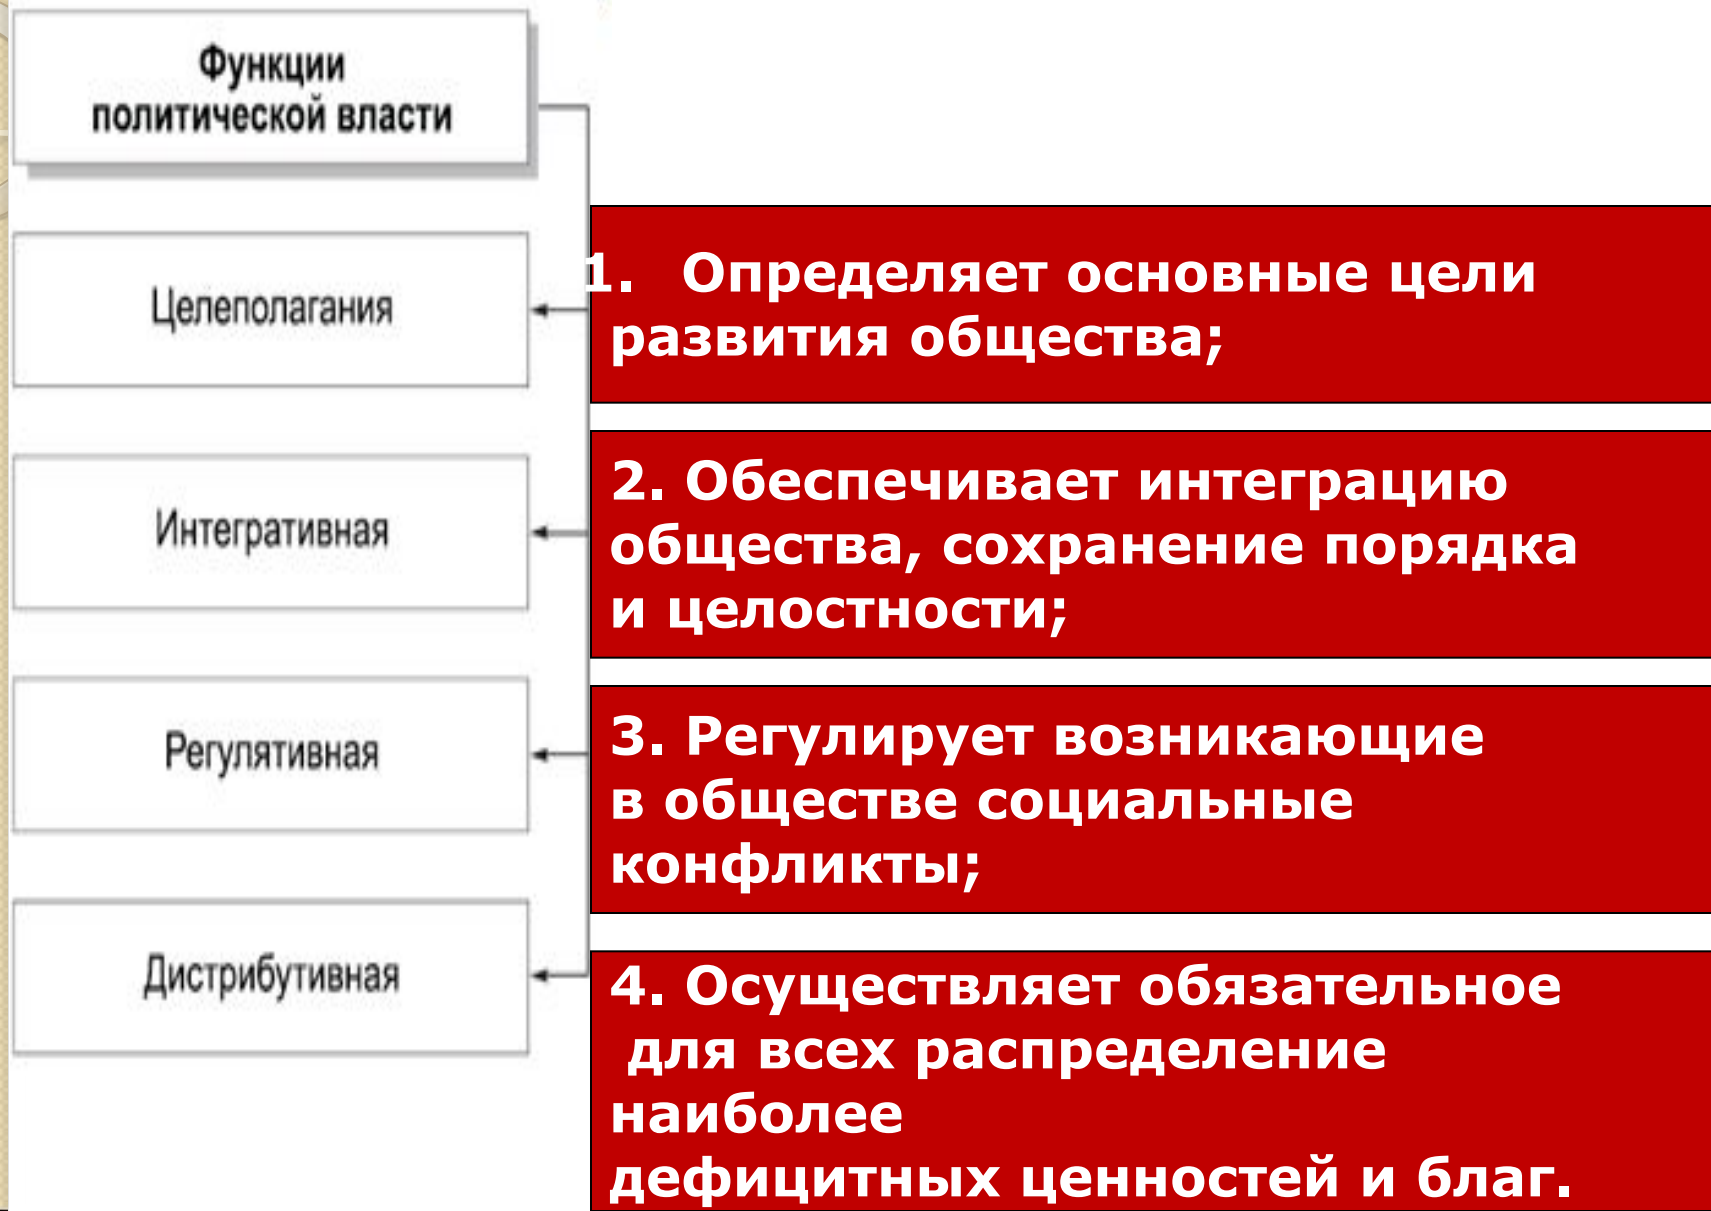 Функции
политической власти
Целеполагания
1. Определяет основные цели
развития общества;
Интегративная
2. Обеспечивает интеграцию
общества, сохранение порядка
и целостности;
Регулятивная
3. Регулирует возникающие
в обществе социальные
конфликты;
Дистрибутивная
4. Осуществляет обязательное
для всех распределение
наиболее
дефицитных ценностей и благ.